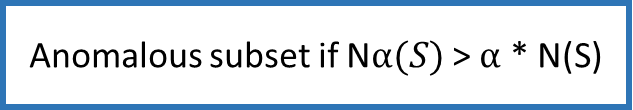 Anomalous subset if Nα(𝑆) > α * N(S)